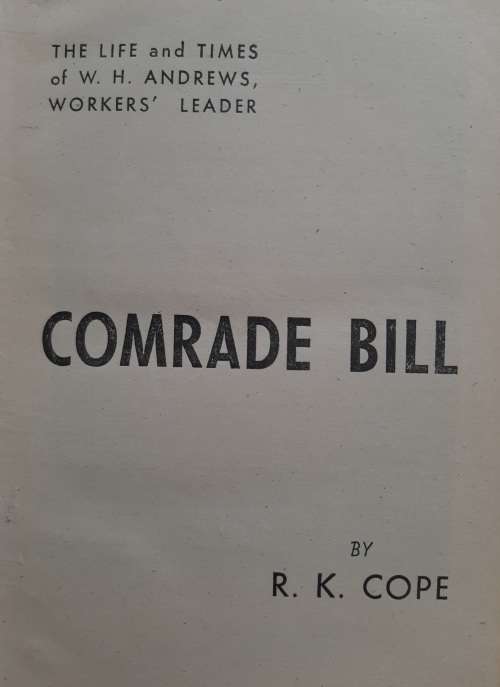 THE LIFE and TIMES
of W. H. ANDREWS,
WORKERS' LEADER
COMRADE BILL
BY
R. K. COPE